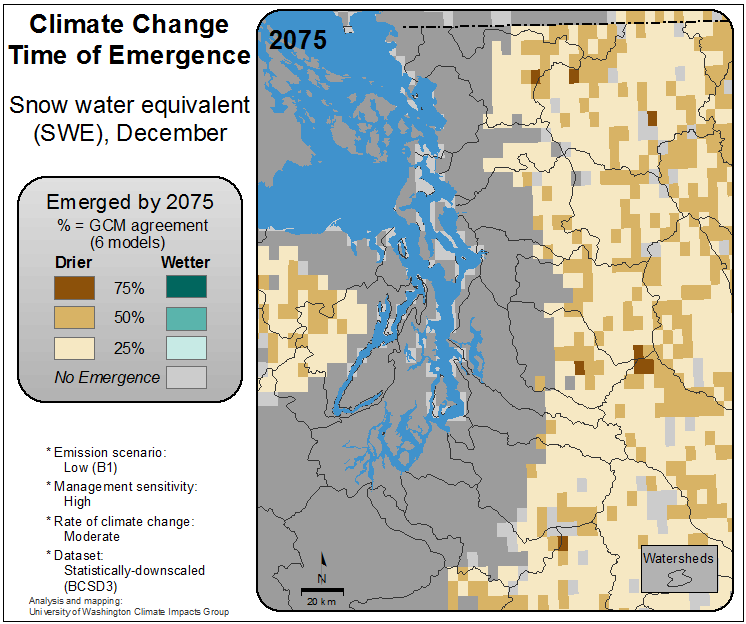 Climate Change
Time of Emergence
Snow water equivalent
(SWE), December
Emerged by 2075
% = GCM agreement
(6 models)
Drier Wetter
75%
50%
25%
No Emergence
* Emission scenario:
Low (B1)
* Management sensitivity:
High
* Rate of climate change:
Moderate
* Dataset:
Statistically-downscaled
(BCSD3)
Analysis and mapping:
University of Washington Climate Impacts Group
2075
N
20 km
Watersheds